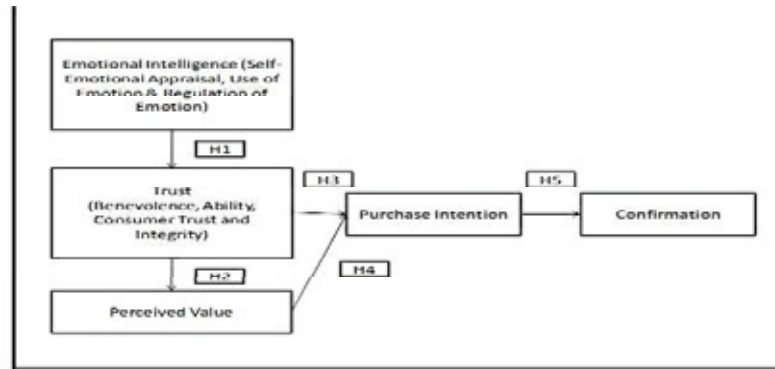 Emotional Intelligence (Self-
Emotional Appraisal, Use of
Emotion & Regulation of
Emotion)
H1
Trust
(Benevolence, Ability,
Consumer Trust and
Integrity)
H3
Purchase Intention
H5
Confirmation
H2
H4
Perceived Value